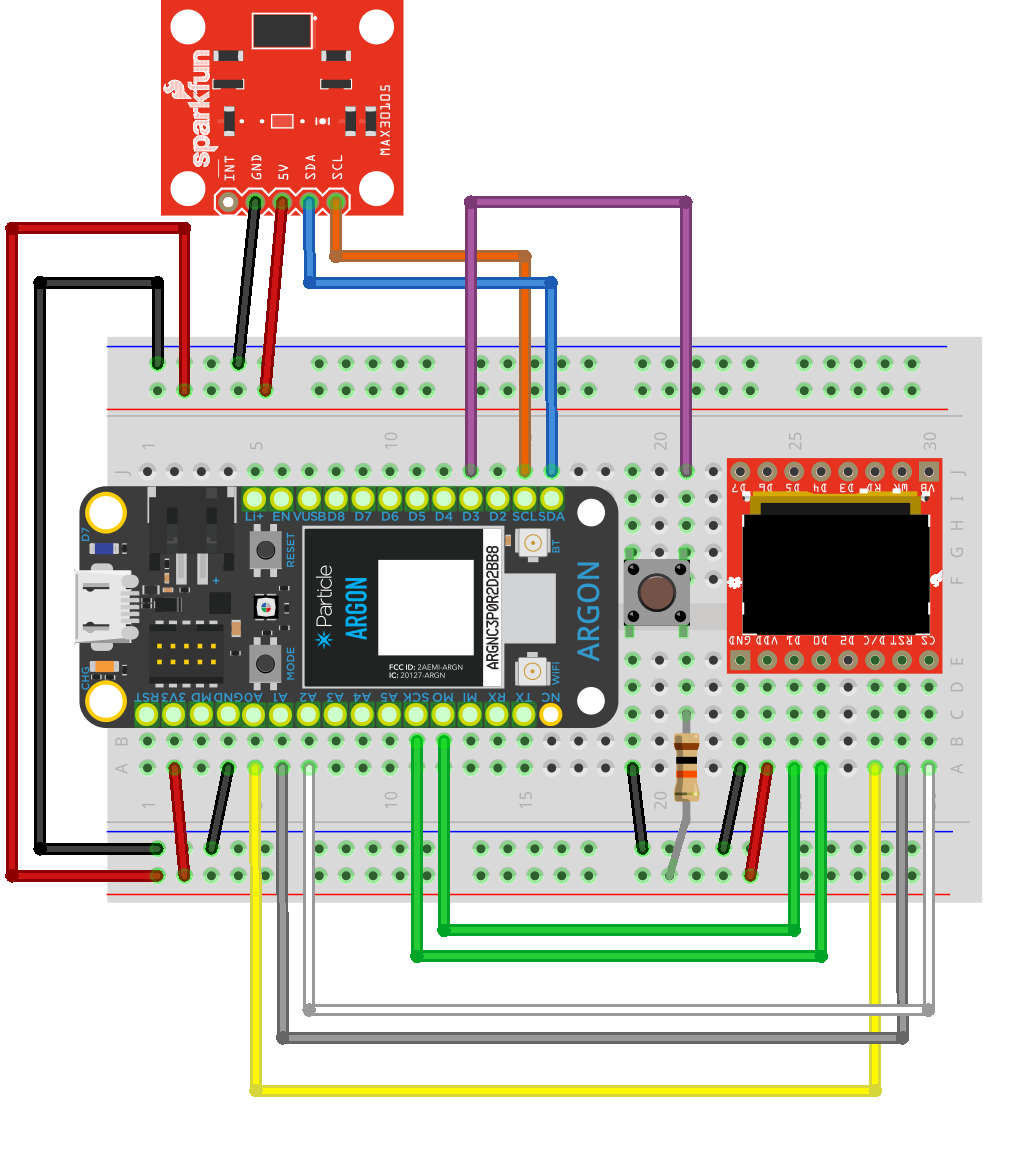 sparkfun
MAX30105
INT
GND
5V
SDA
SCL
1
5
10
15
20
25
30
J
J
I
H
G
F
LI+
EN
VUSB
D8
D7
D6
D5
D4
D3
D2
SCL
SDA
D7
RESET
MODE
CHG
+
Particle
ARGON
ARGNC3P0R2D2BB8
FCC ID: 2AEMI-ARGN
IC: 20127-ARGN
BT
WiFi
ARGON
RST
3V3
MD
GND
A0
A1
A2
A3
A4
A5
SCK
MO
MI
RX
TX
NC
D7
D6
D5
D4
D3
RD
WR
VB
GND
VDD
D1
D0
D2
D/C
RST
CS
E
D
C
B
B
A
A
1
10
15
20